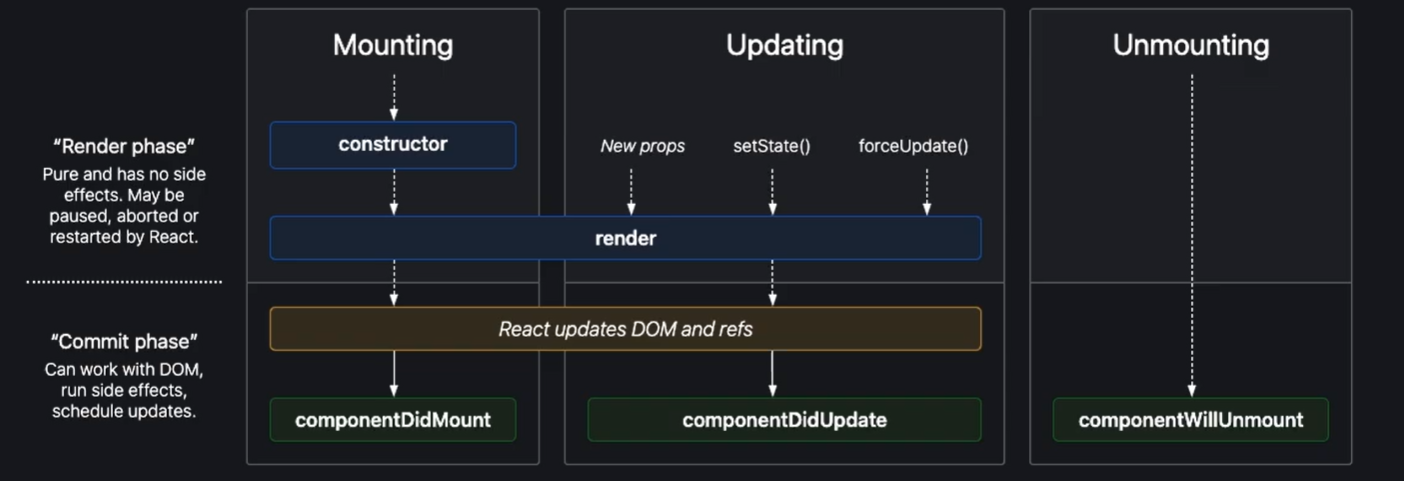 Mounting
Updating
Unmounting
“Render phase”
Pure and has no side
effects. May be
paused, aborted or
restarted by React.
constructor
New props
setState()
forceUpdate()
render
“Commit phase”
Can work with DOM,
run side effects,
schedule updates.
React updates DOM and refs
componentDidMount
componentDidUpdate
componentWillUnmount